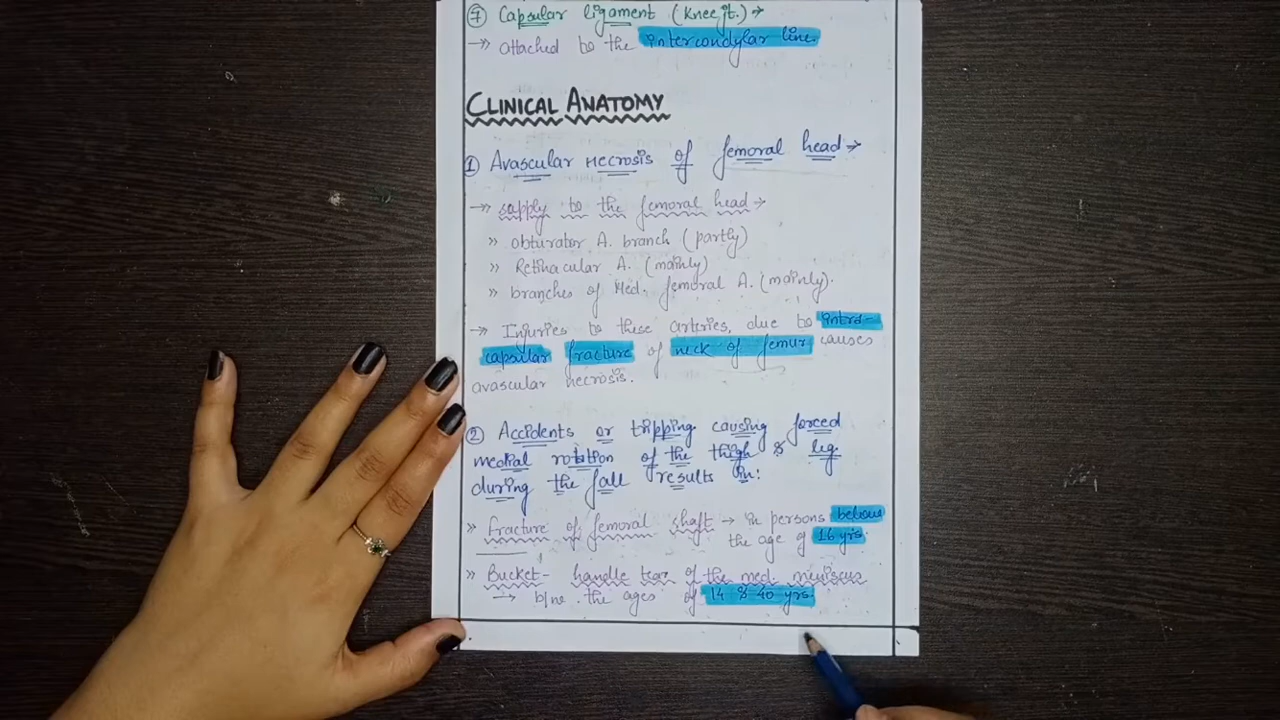 ⑦ Capsular ligament (Knee jt.) →
→» attached to the intercondylar line
CLINICAL ANATOMY
① Avascular necrosis of femoral head →
→» supply to the femoral head →
» obturator A. branch (partly)
» Retinacular A. (mainly)
» branches of Med. femoral A. (mainly).
→» Injuries to these arteries, due to intra-
capsular fracture of neck of femur causes
avascular necrosis.
② Accidents or tripping causing forced
medial rotation of the thigh & leg
during the fall results in:
» Fracture of femoral shaft → in persons below
the age of 16 yrs.
» Bucket-handle tear of the med. meniscus
→ b/w. the ages of 14 & 40 yrs.